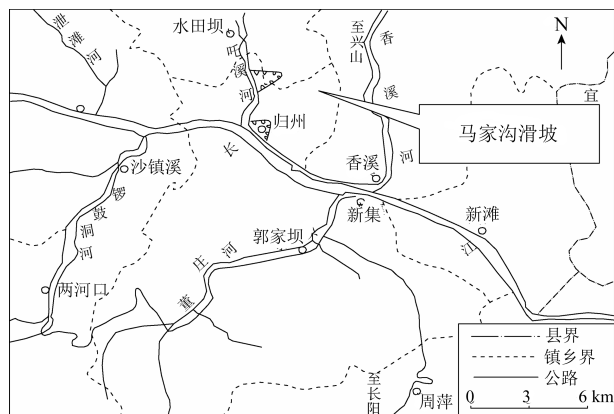 泄滩河
水田坝
吒溪河
至兴山
香溪河
N
宜
归州
马家沟滑坡
长江
香溪
沙镇溪
锣鼓洞河
新集
新滩
郭家坝
董庄河
两河口
县界
镇乡界
公路
至长阳
周萍
0 3 6 km